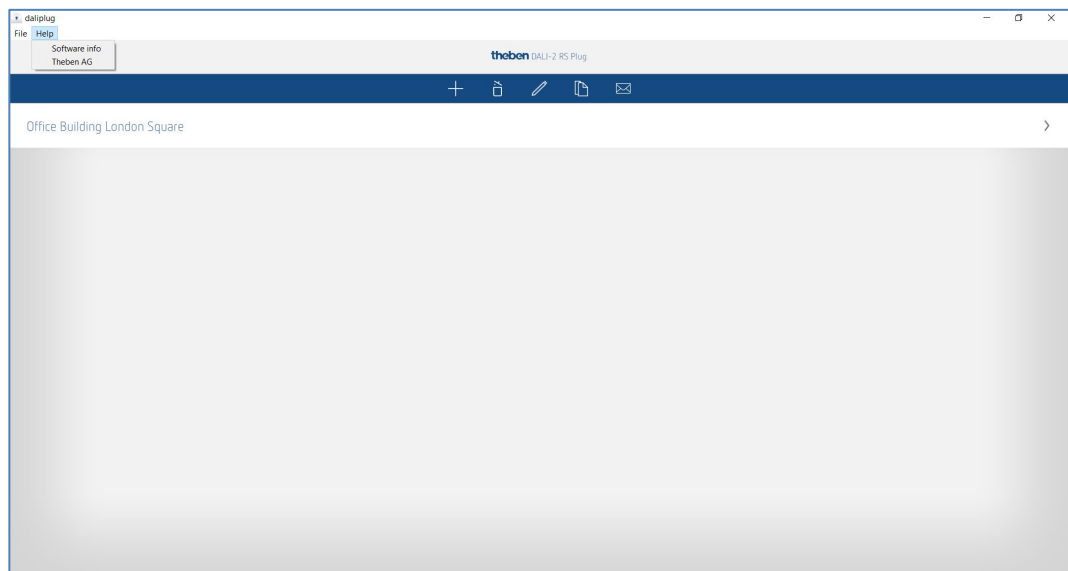 daliplug
File Help
Software info
Theben AG
theben DALI-2 RS Plug
Office Building London Square